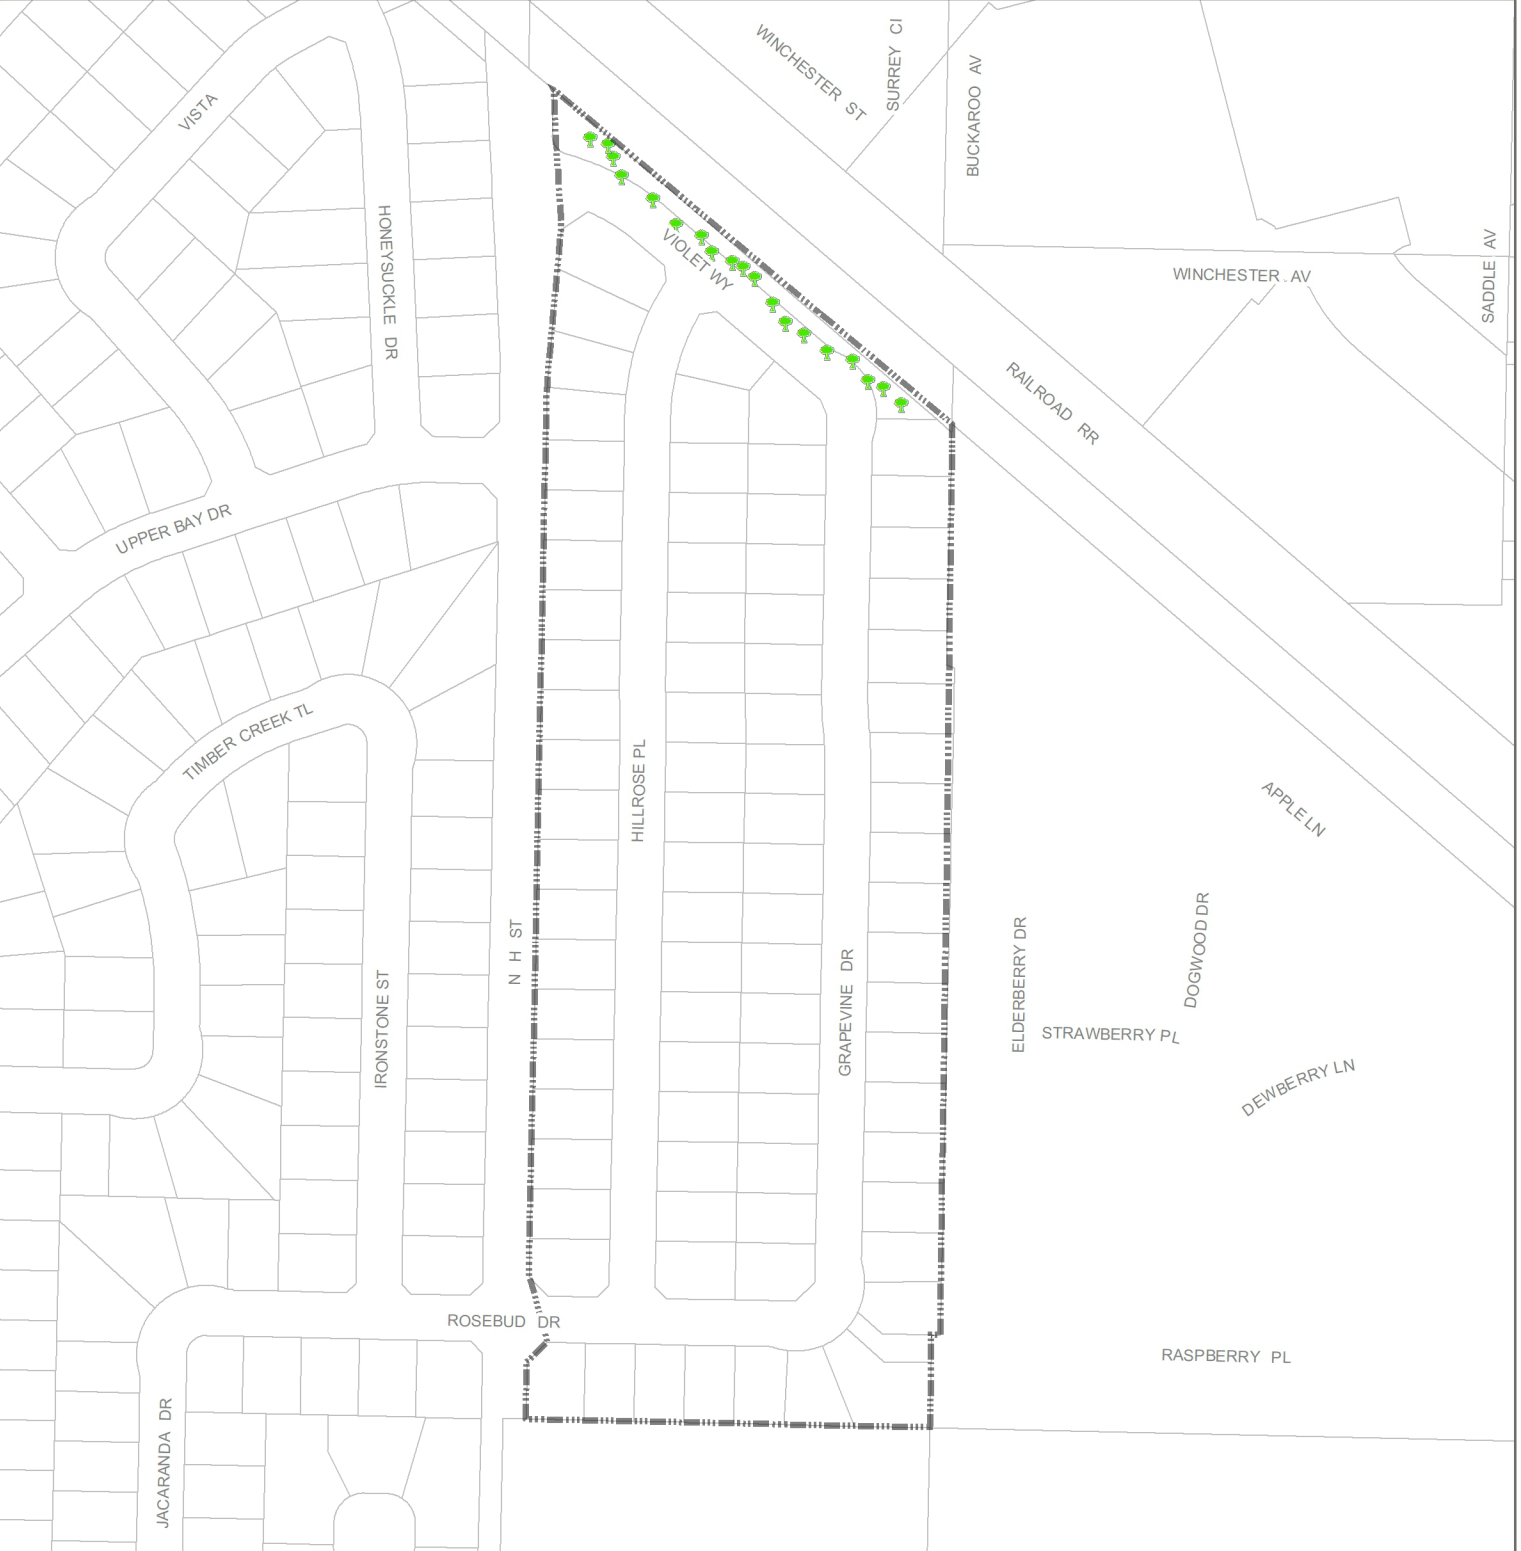 WINCHESTER ST
SURREY CI
BUCKAROO AV
VISTA
HONEYSUCKLE DR
VIOLET WY
WINCHESTER AV
SADDLE AV
RAILROAD RR
UPPER BAY DR
TIMBER CREEK TL
HILLROSE PL
APPLE LN
N H ST
IRONSTONE ST
GRAPEVINE DR
ELDERBERRY DR
DOGWOOD DR
STRAWBERRY PL
DEWBERRY LN
ROSEBUD DR
RASPBERRY PL
JACARANDA DR